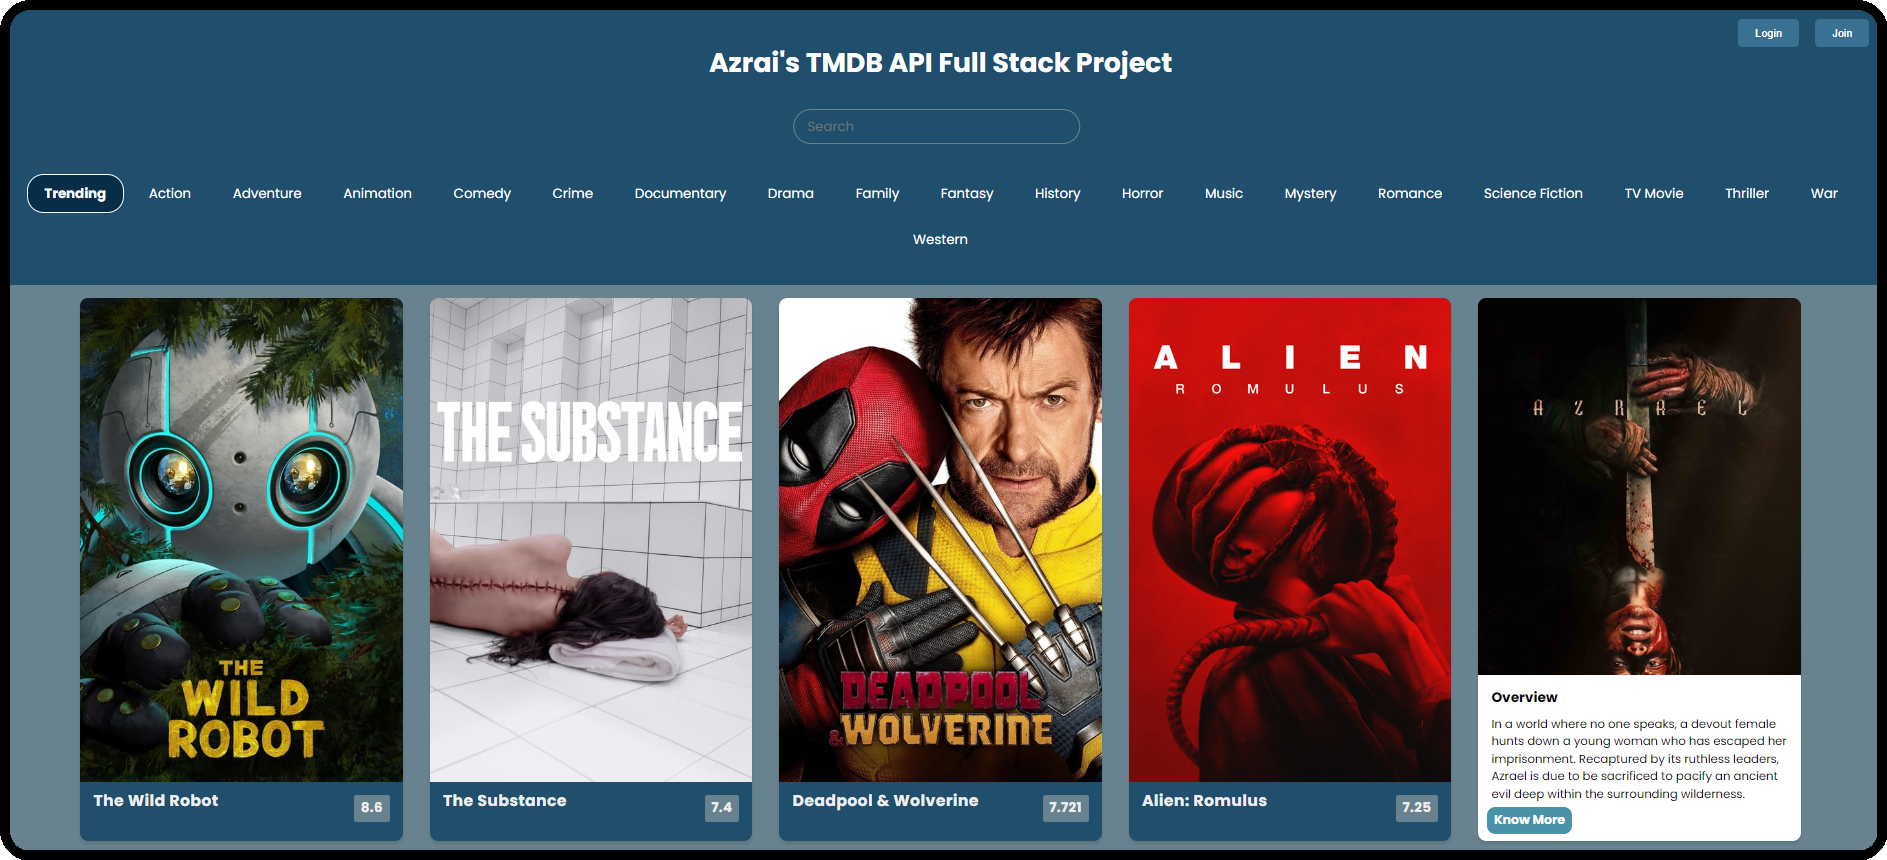 Login Join
Azrai's TMDB API Full Stack Project
Search
Trending Action Adventure Animation Comedy Crime Documentary Drama Family Fantasy History Horror Music Mystery Romance Science Fiction TV Movie Thriller War
Western
THE
WILD
ROBOT
The Wild Robot 8.6
THE SUBSTANCE
The Substance 7.4
DEADPOOL
& WOLVERINE
Deadpool & Wolverine 7.721
ALIEN
ROMULUS
Alien: Romulus 7.25
AZRAEL
Overview
In a world where no one speaks, a devout female
hunts down a young woman who has escaped her
imprisonment. Recaptured by its ruthless leaders,
Azrael is due to be sacrificed to pacify an ancient
evil deep within the surrounding wilderness.
Know More